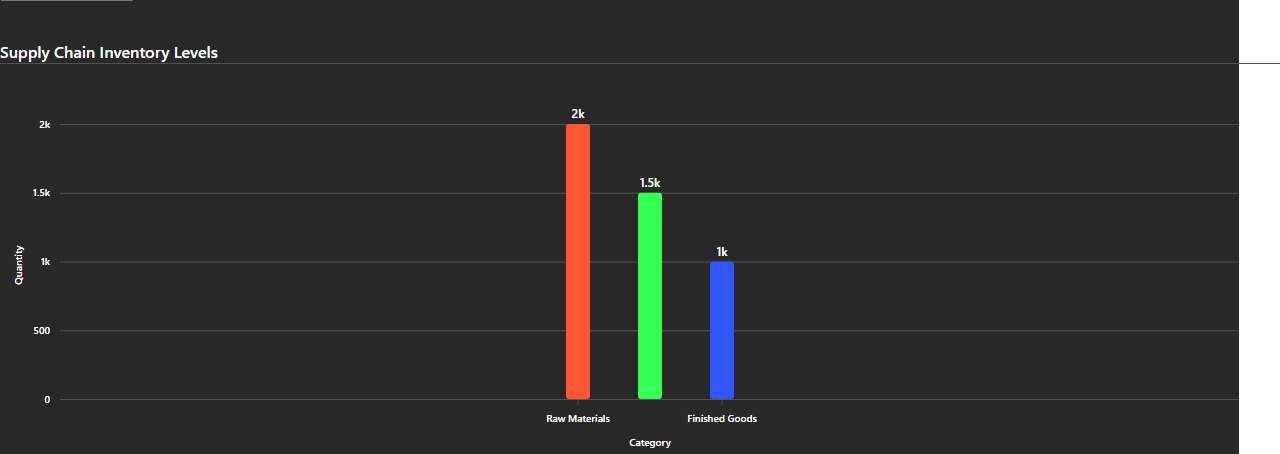 Supply Chain Inventory Levels
2k
2k
1.5k
1.5k
1k
1k
500
0
Quantity
Raw Materials
Finished Goods
Category